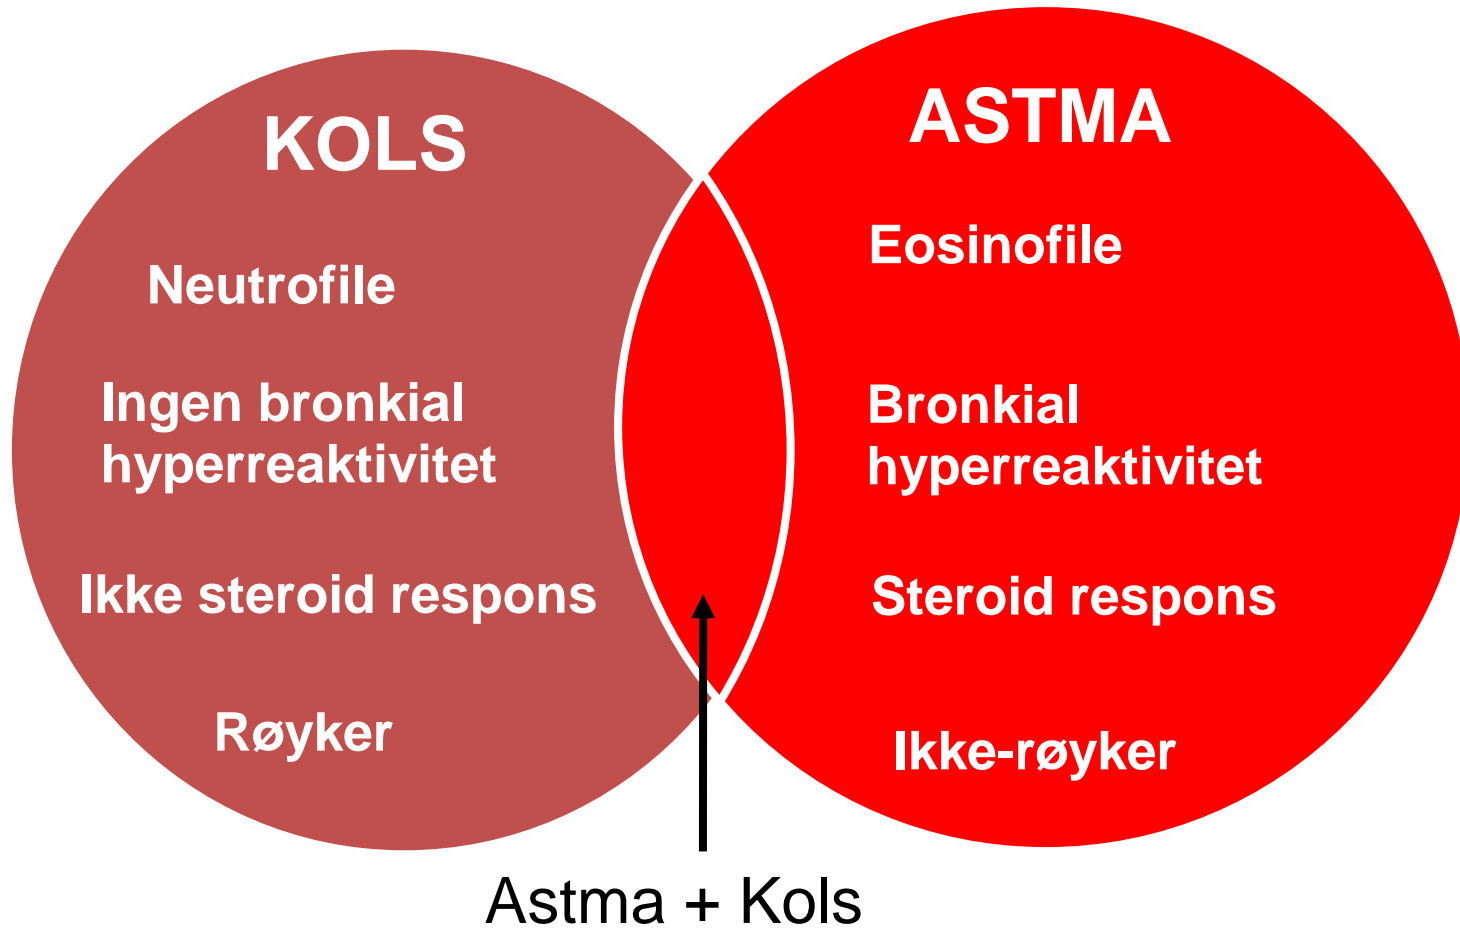 KOLS
Neutrofile
Ingen bronkial
hyperreaktivitet
Ikke steroid respons
Røyker
ASTMA
Eosinofile
Bronkial
hyperreaktivitet
Steroid respons
Ikke-røyker
Astma + Kols